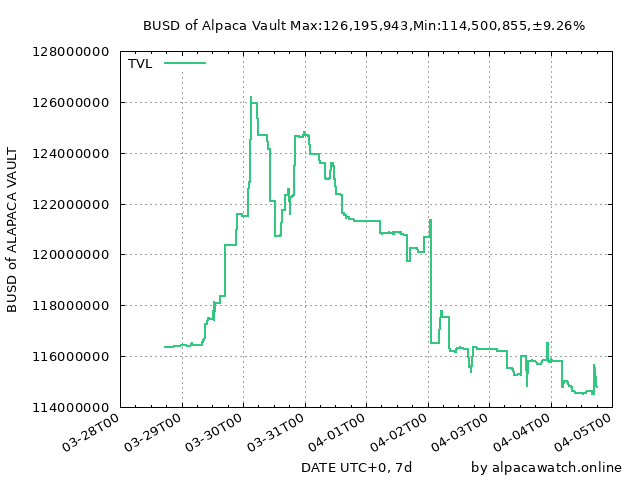 BUSD of Alpaca Vault Max:126,195,943,Min:114,500,855,±9.26%
128000000
TVL
126000000
124000000
122000000
120000000
118000000
116000000
114000000
BUSD of ALAPACA VAULT
03-28T00
03-29T00
03-30T00
03-31T00
04-01T00
04-02T00
04-03T00
04-04T00
04-05T00
DATE UTC+0, 7d
by alpacawatch.online